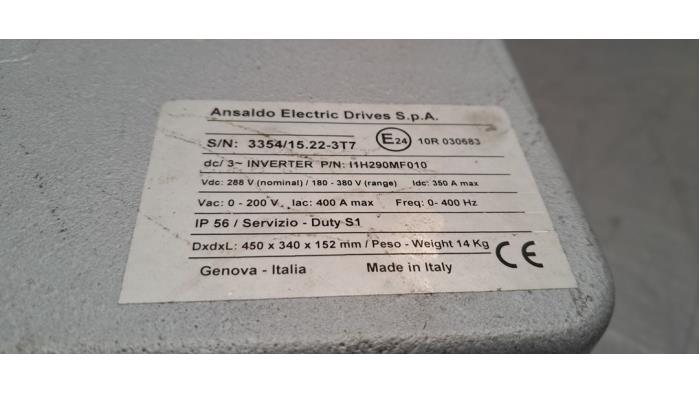 Ansaldo Electric Drives S.p.A.
S/N: 3354/15.22-3T7 E24 10R 030683
dc/ 3~ INVERTER P/N: I1H290MF010
Vdc: 288 V (nominal) / 180 - 380 V (range) Idc: 350 A max
Vac: 0 - 200 V Iac: 400 A max Freq: 0- 400 Hz
IP 56 / Servizio - Duty S1
DxdxL: 450 x 340 x 152 mm / Peso - Weight 14 Kg
CE
Genova - Italia Made in Italy